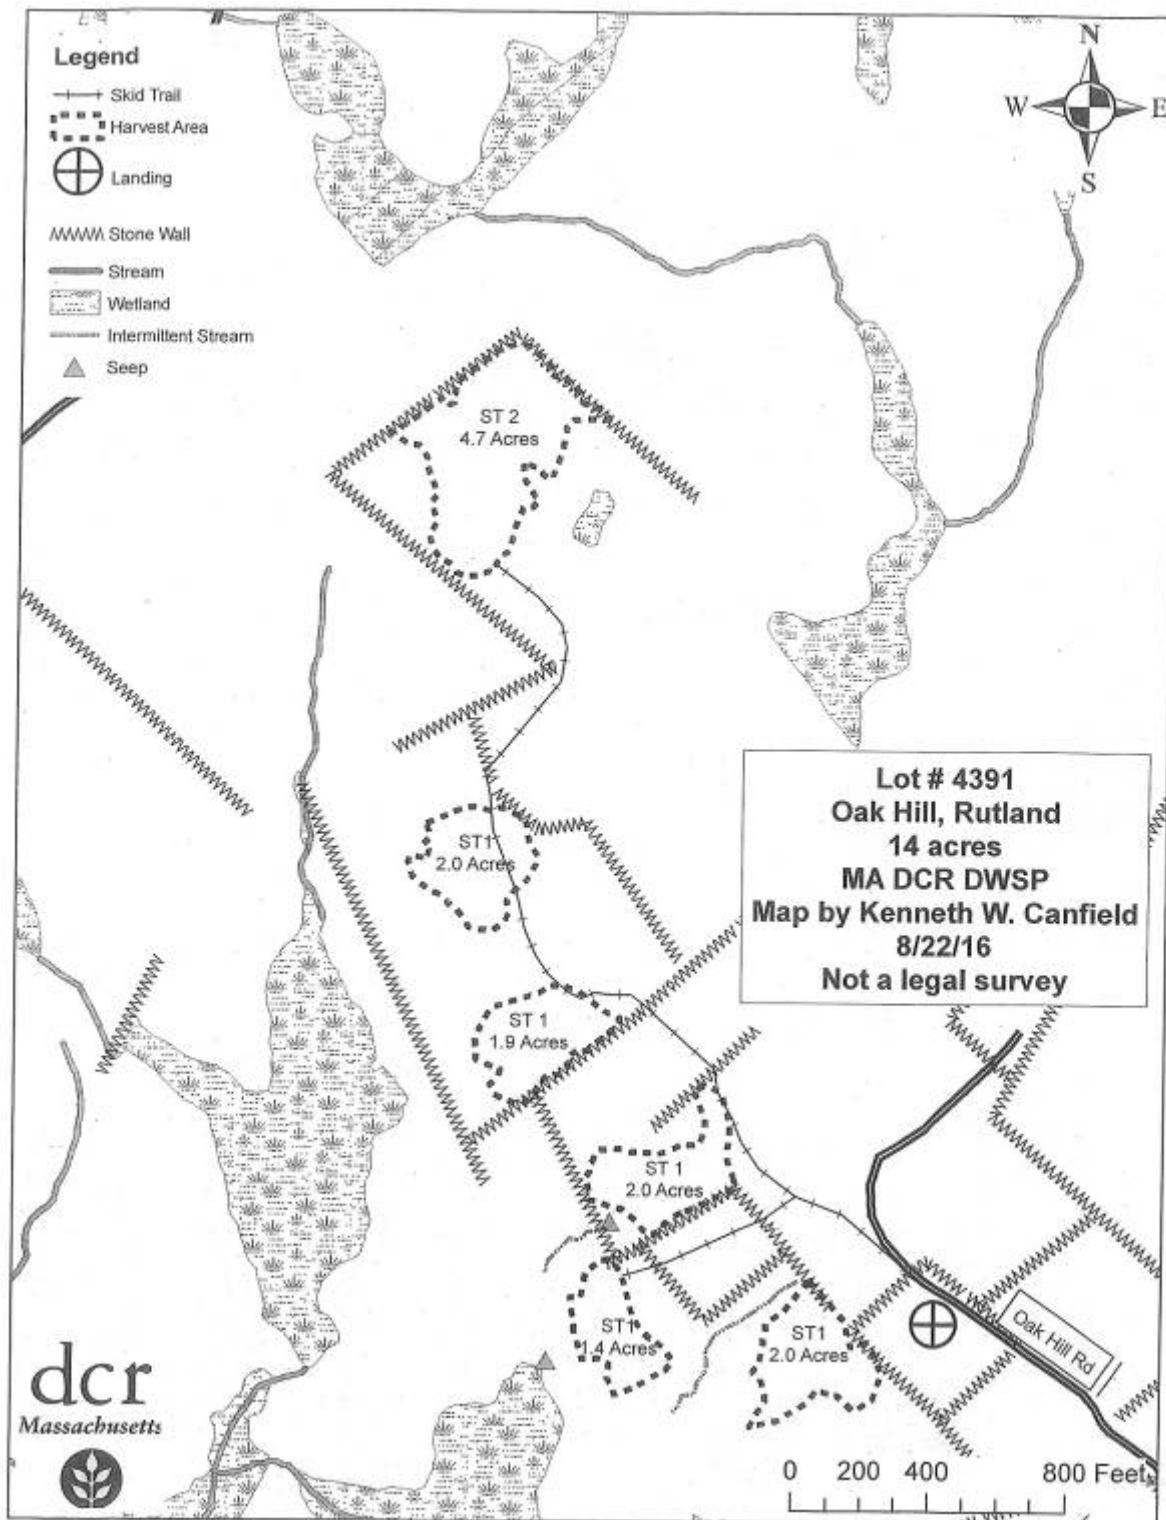 Legend
Skid Trail
Harvest Area
Landing
Stone Wall
Stream
Wetland
Intermittent Stream
Seep
N
W
E
S
ST 2
4.7 Acres
ST 1
2.0 Acres
Lot # 4391
Oak Hill, Rutland
14 acres
MA DCR DWSP
Map by Kenneth W. Canfield
8/22/16
Not a legal survey
ST 1
1.9 Acres
ST 1
2.0 Acres
ST1
1.4 Acres
ST1
2.0 Acres
Oak Hill Rd
dcr
Massachusetts
0 200 400 800 Feet